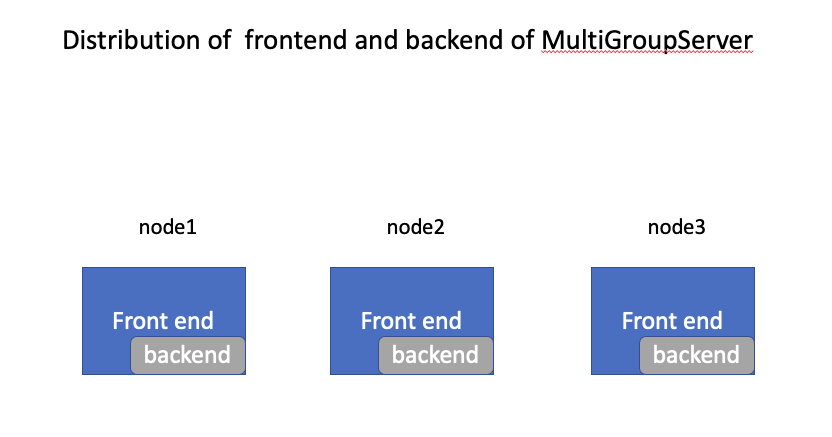 Distribution of  frontend and backend of MultiGroupServer
node1
node2
node3
Front end
backend
Front end
backend
Front end
backend